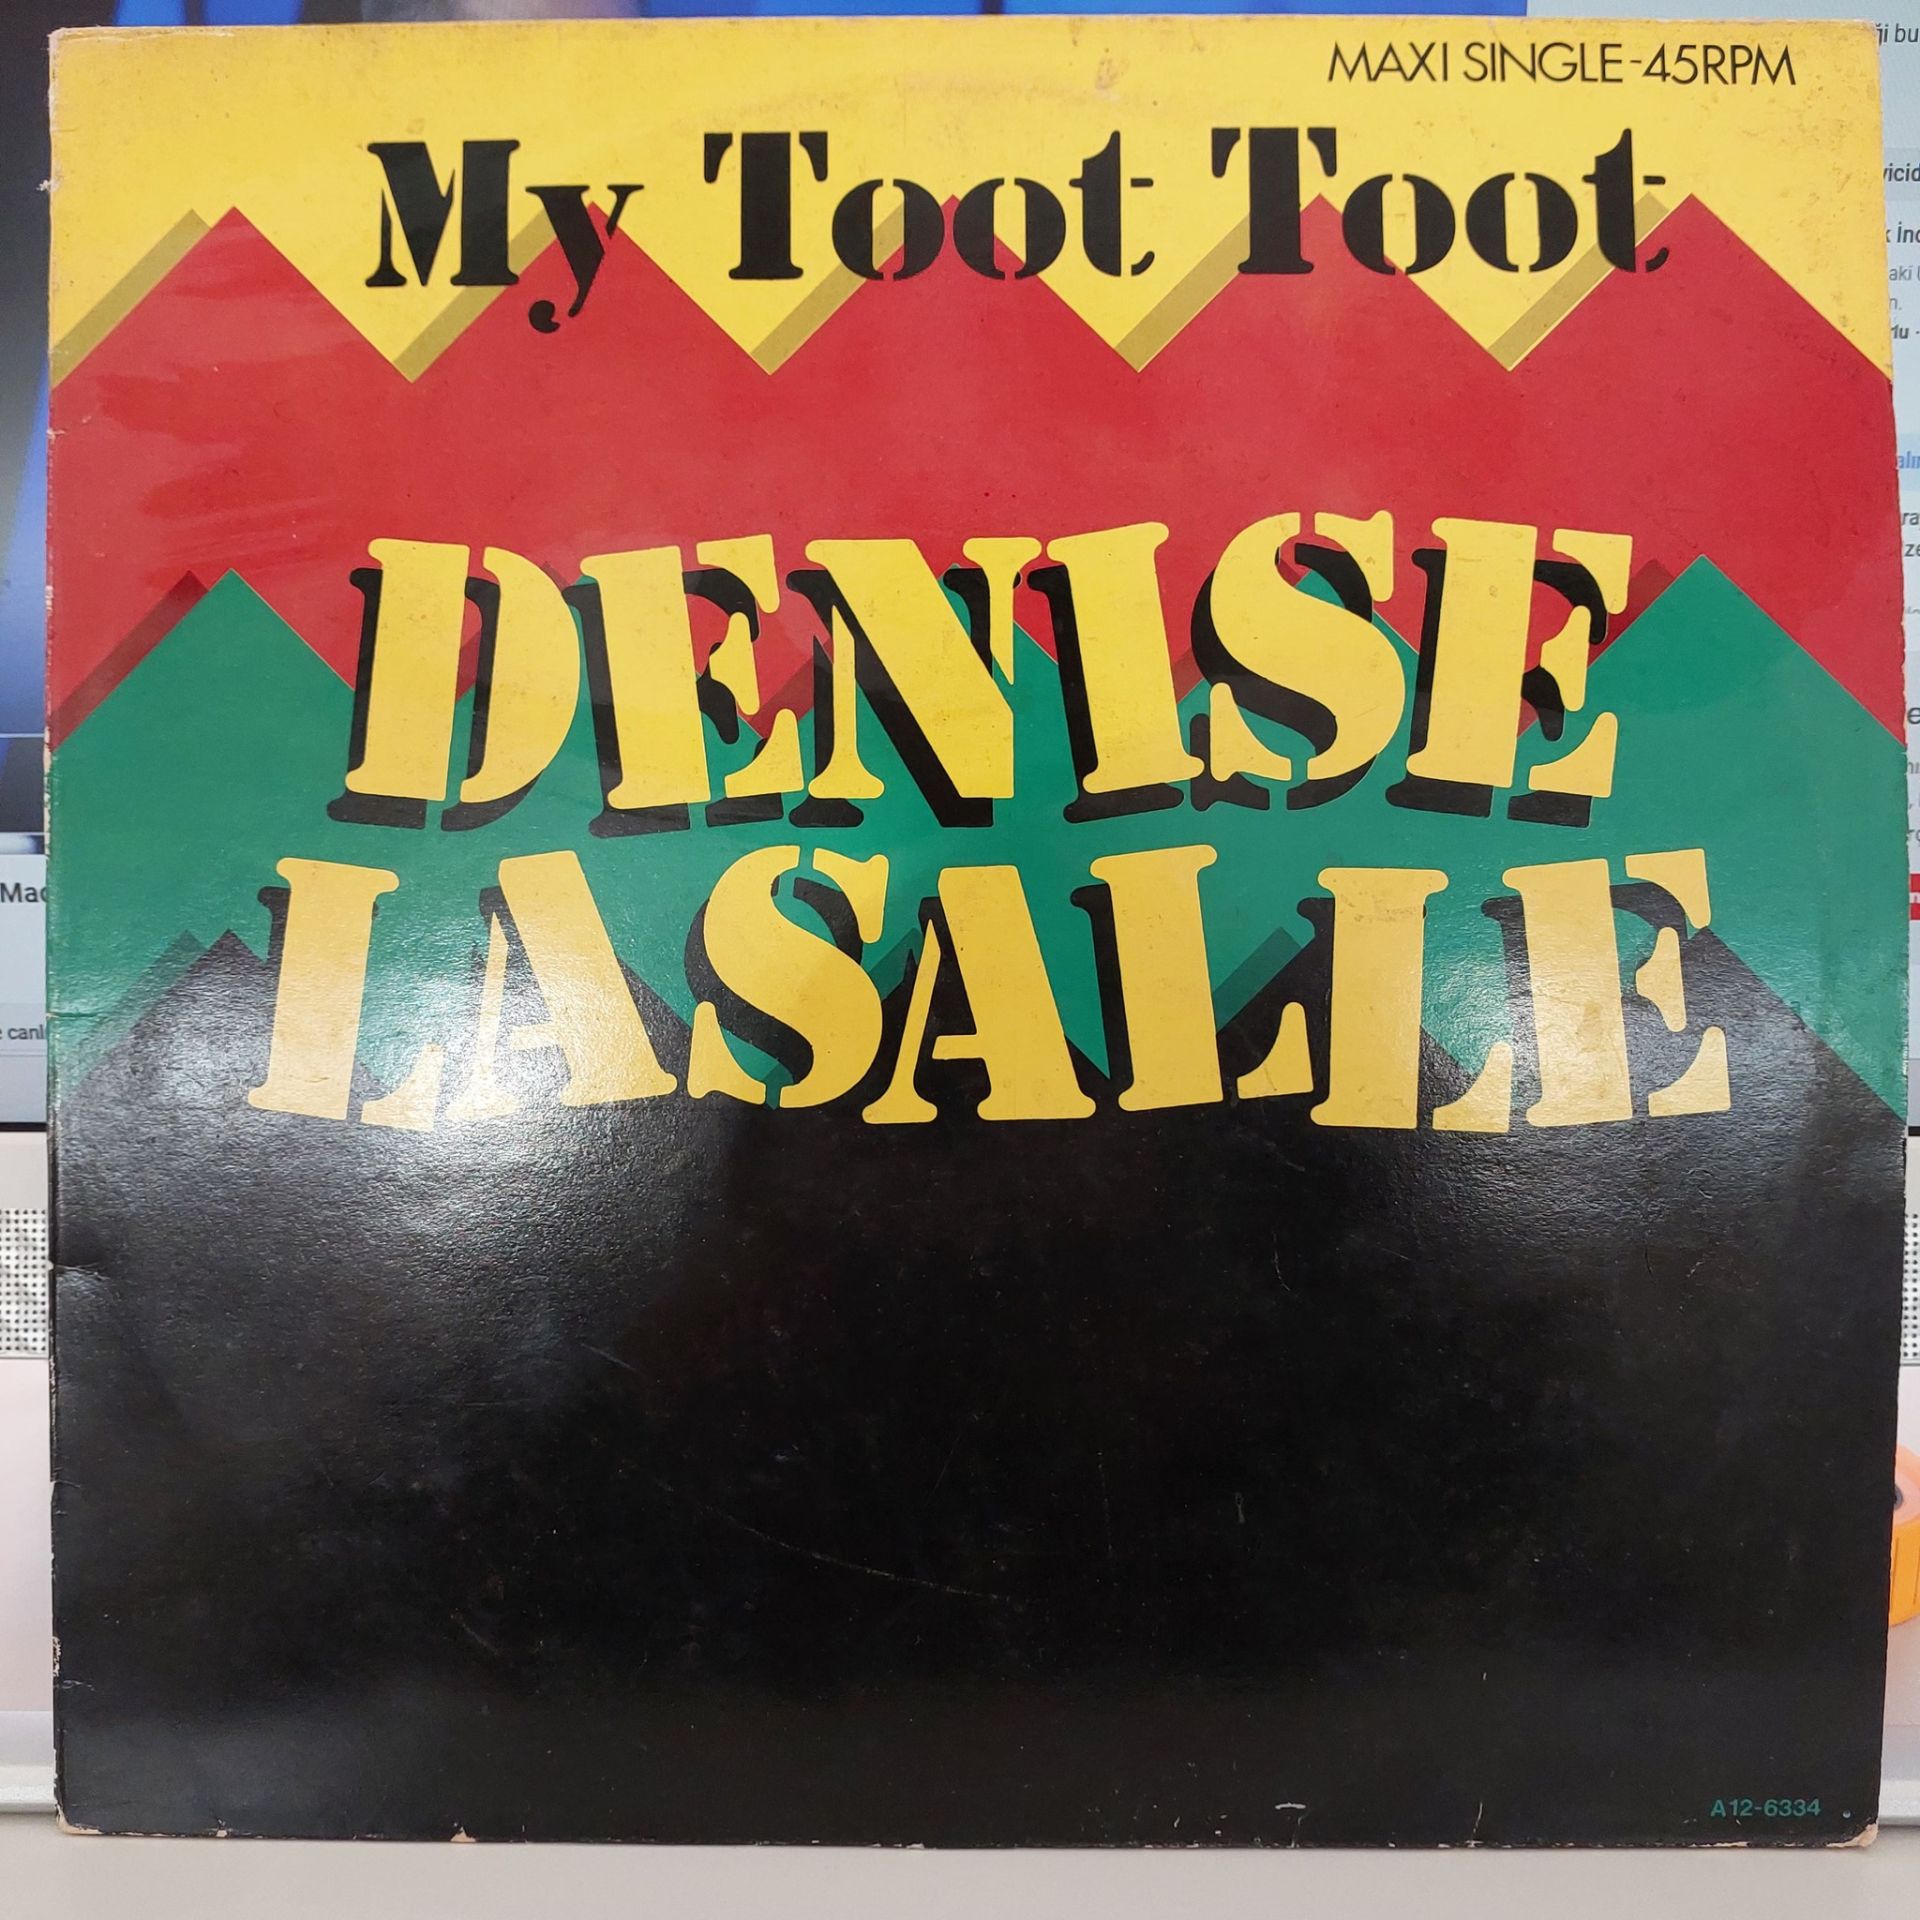 MAXI SINGLE-45RPM
My Toot Toot
DENISE
LASALLE
A12-6334